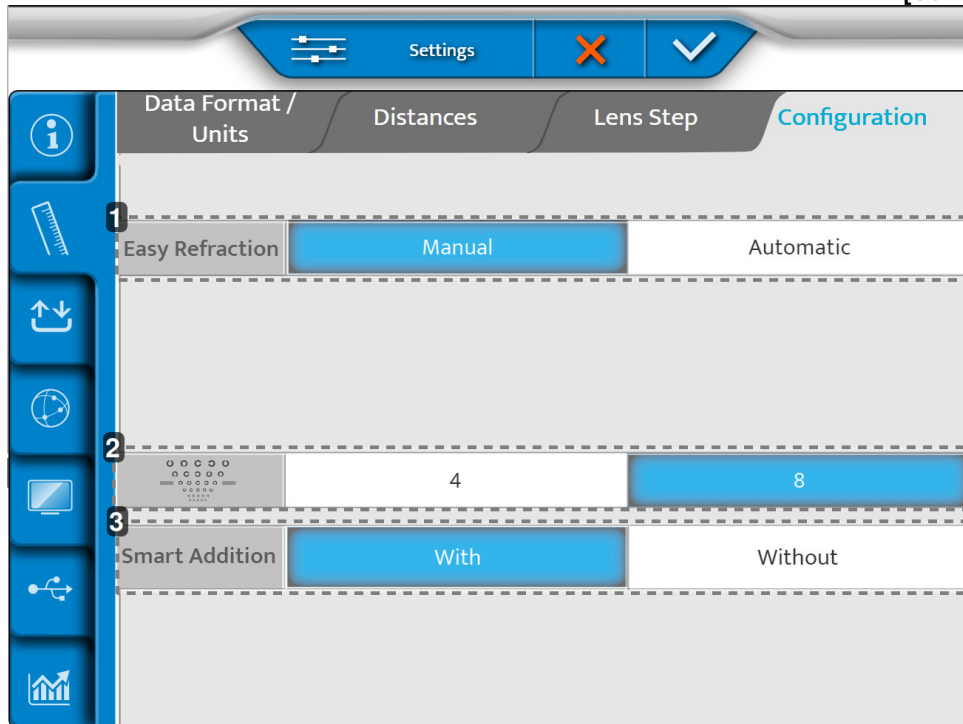 Settings
Data Format /
Units
Distances
Lens Step
Configuration
1
Easy Refraction
Manual
Automatic
2
4
8
3
Smart Addition
With
Without